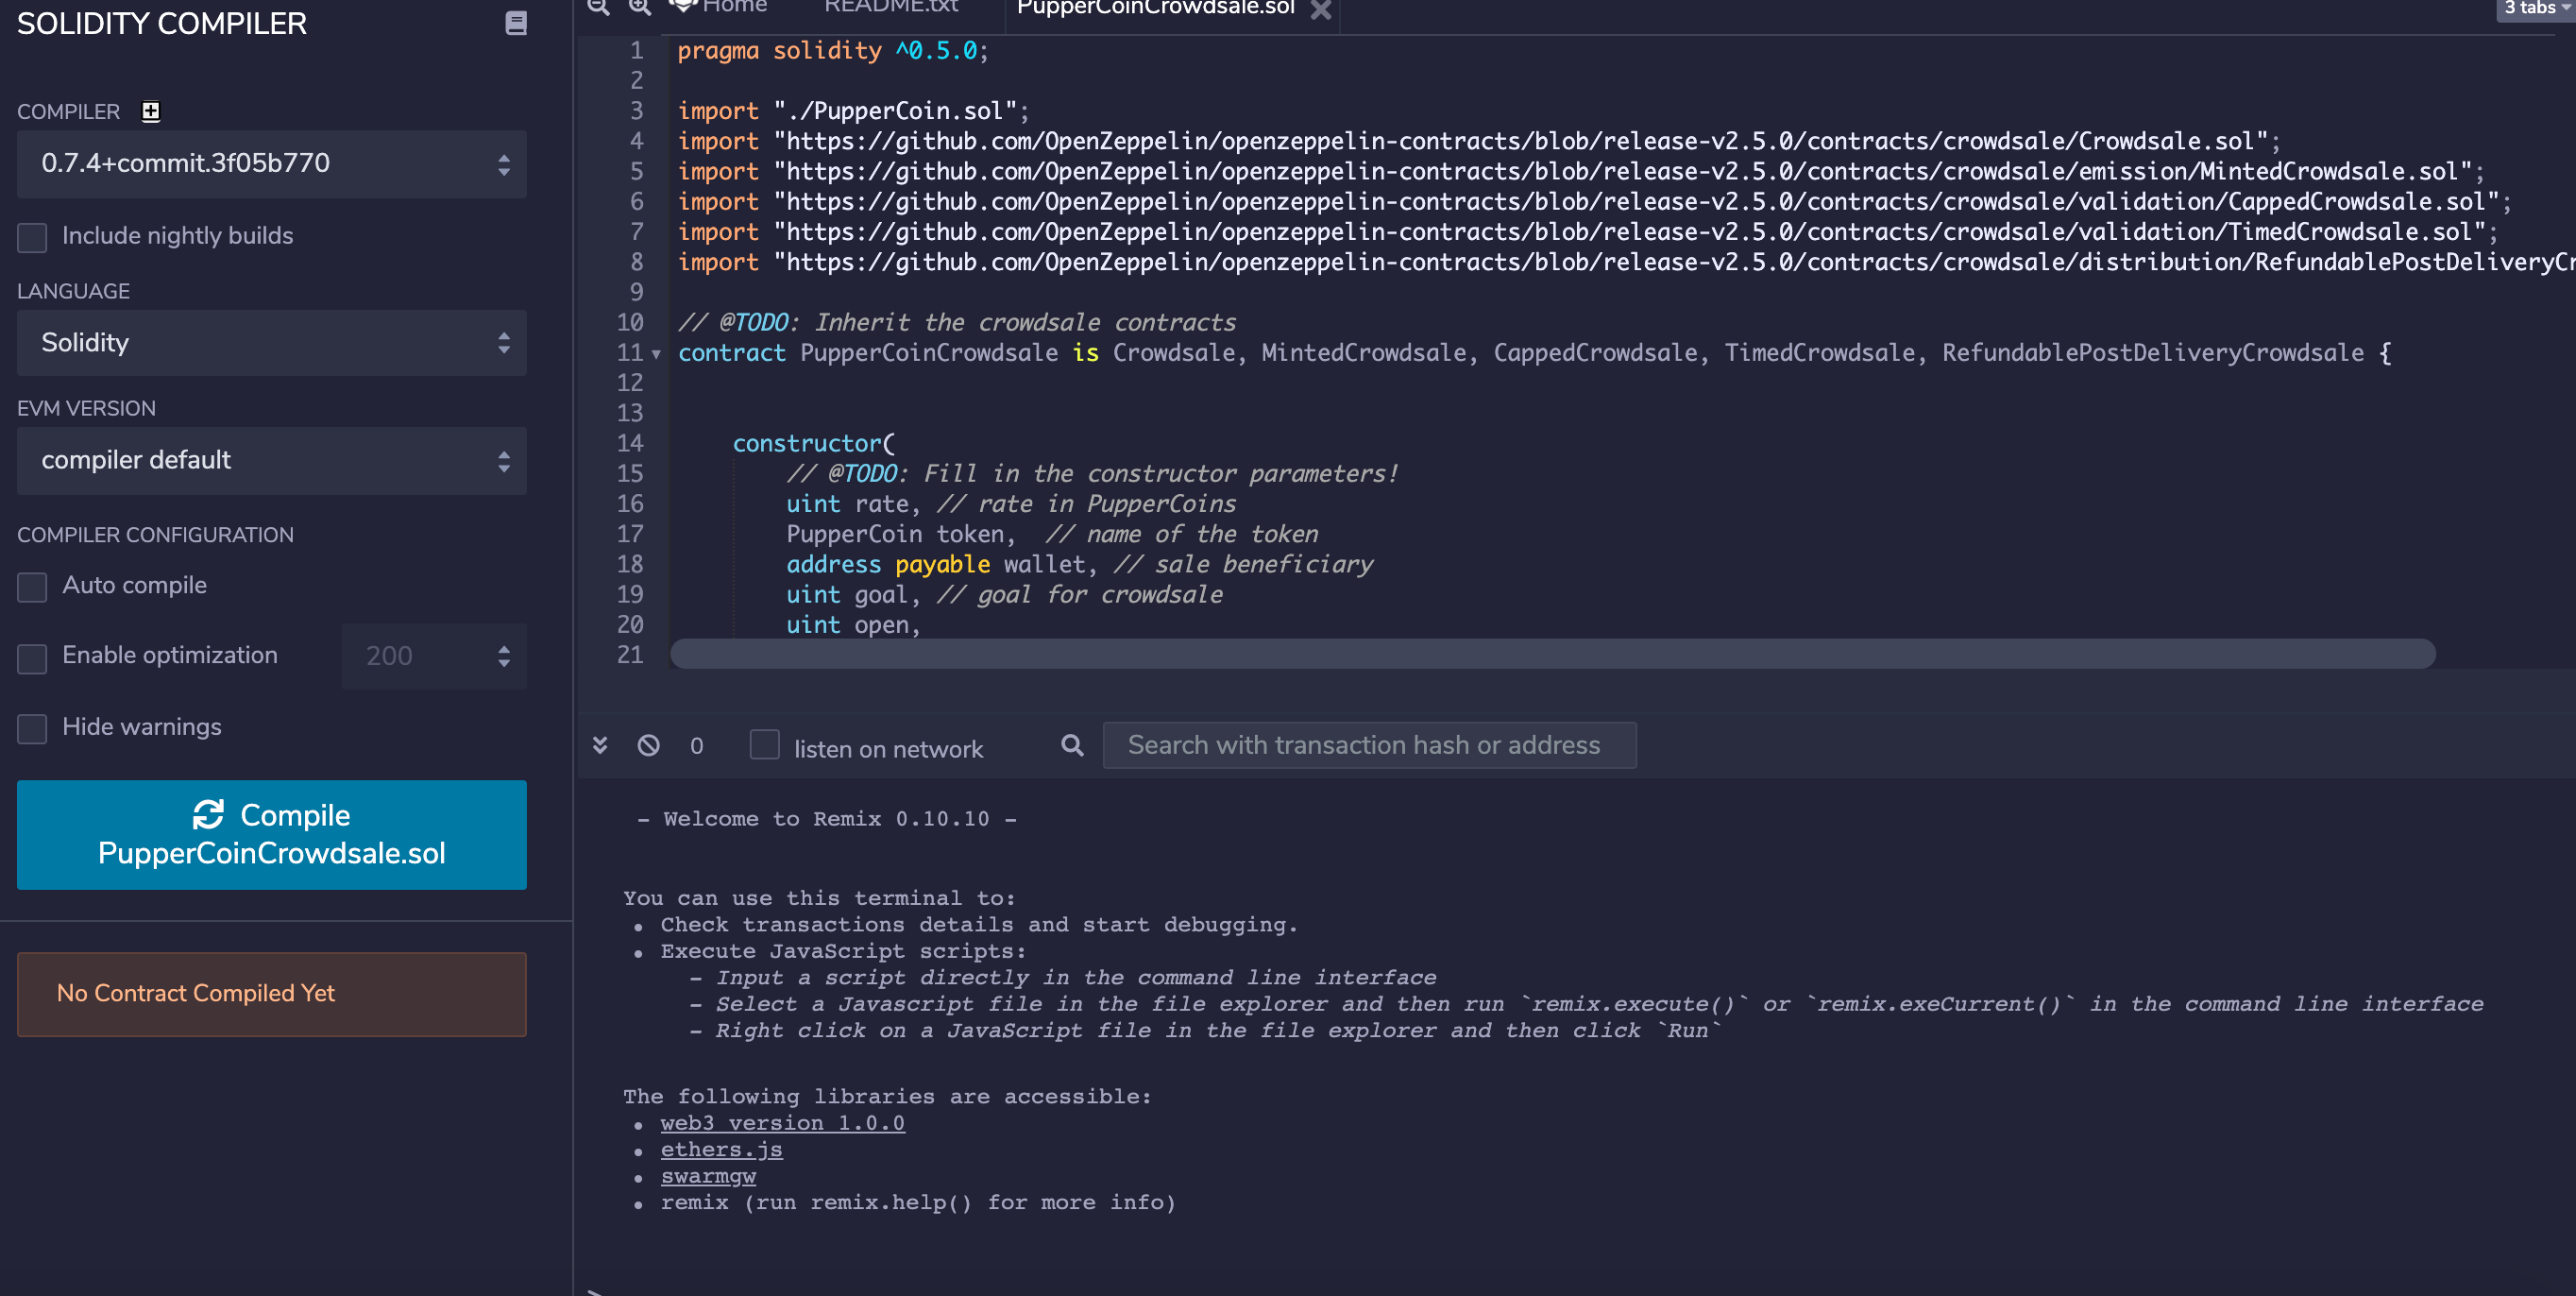 SOLIDITY COMPILER
COMPILER
0.7.4+commit.3f05b770
Include nightly builds
LANGUAGE
Solidity
EVM VERSION
compiler default
COMPILER CONFIGURATION
Auto compile
Enable optimization 200
Hide warnings
Compile
PupperCoinCrowdsale.sol
No Contract Compiled Yet
Home README.txt PupperCoinCrowdsale.sol 3 tabs
1 pragma solidity ^0.5.0;
2
3 import "./PupperCoin.sol";
4 import "https://github.com/OpenZeppelin/openzeppelin-contracts/blob/release-v2.5.0/contracts/crowdsale/Crowdsale.sol";
5 import "https://github.com/OpenZeppelin/openzeppelin-contracts/blob/release-v2.5.0/contracts/crowdsale/emission/MintedCrowdsale.sol";
6 import "https://github.com/OpenZeppelin/openzeppelin-contracts/blob/release-v2.5.0/contracts/crowdsale/validation/CappedCrowdsale.sol";
7 import "https://github.com/OpenZeppelin/openzeppelin-contracts/blob/release-v2.5.0/contracts/crowdsale/validation/TimedCrowdsale.sol";
8 import "https://github.com/OpenZeppelin/openzeppelin-contracts/blob/release-v2.5.0/contracts/crowdsale/distribution/RefundablePostDeliveryCr
9
10 // @TODO: Inherit the crowdsale contracts
11 contract PupperCoinCrowdsale is Crowdsale, MintedCrowdsale, CappedCrowdsale, TimedCrowdsale, RefundablePostDeliveryCrowdsale {
12
13
14 constructor(
15 // @TODO: Fill in the constructor parameters!
16 uint rate, // rate in PupperCoins
17 PupperCoin token, // name of the token
18 address payable wallet, // sale beneficiary
19 uint goal, // goal for crowdsale
20 uint open,
21
0 listen on network Search with transaction hash or address
- Welcome to Remix 0.10.10 -
You can use this terminal to:
• Check transactions details and start debugging.
• Execute JavaScript scripts:
- Input a script directly in the command line interface
- Select a Javascript file in the file explorer and then run `remix.execute()` or `remix.exeCurrent()` in the command line interface
- Right click on a JavaScript file in the file explorer and then click `Run`
The following libraries are accessible:
• web3 version 1.0.0
• ethers.js
• swarmgw
• remix (run remix.help() for more info)